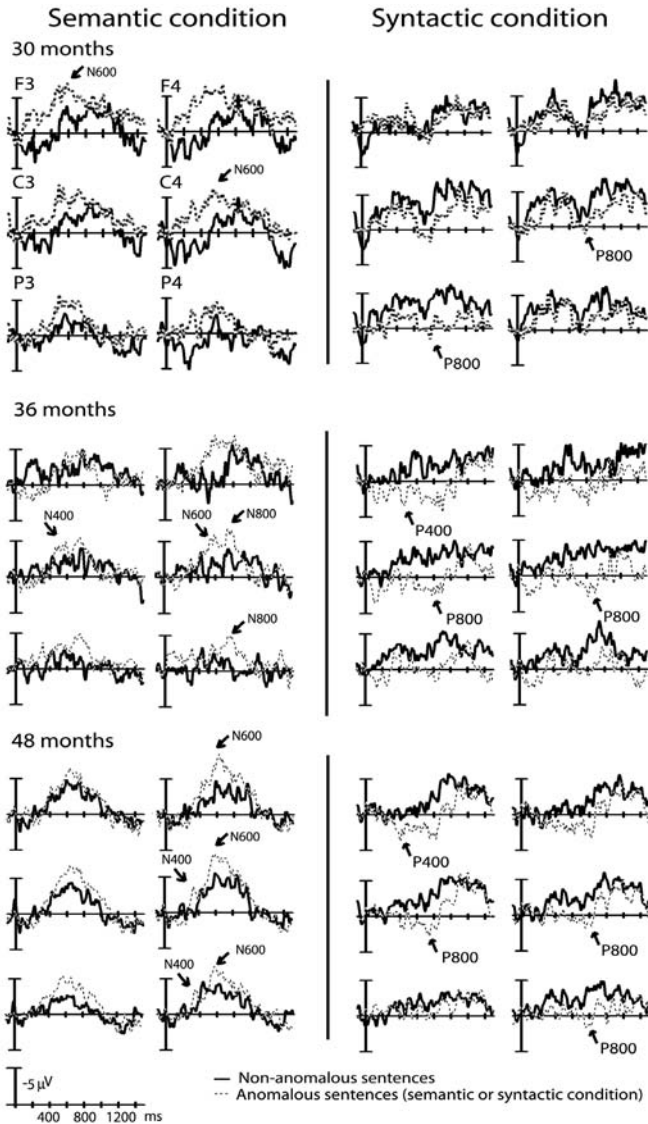 Semantic condition Syntactic condition
30 months
F3 N600 F4
C3 C4 N600
P800
P3 P4
P800
36 months
P400
N400 N600 N800
P800 P800
N800
48 months
N600
P400
N400 N600
P800 P800
N400 N600
P800
-5 μV
Non-anomalous sentences
Anomalous sentences (semantic or syntactic condition)
400 800 1200 ms